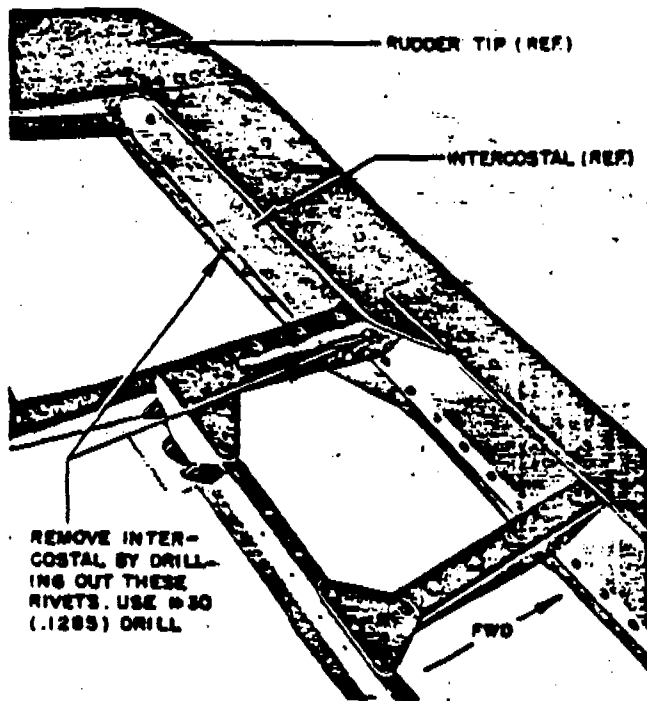 RUDDER TIP (REF.)
INTERCOSTAL (REF.)
REMOVE INTER-
COSTAL BY DRILL-
ING OUT THESE
RIVETS. USE #30
(.1285) DRILL
FWD